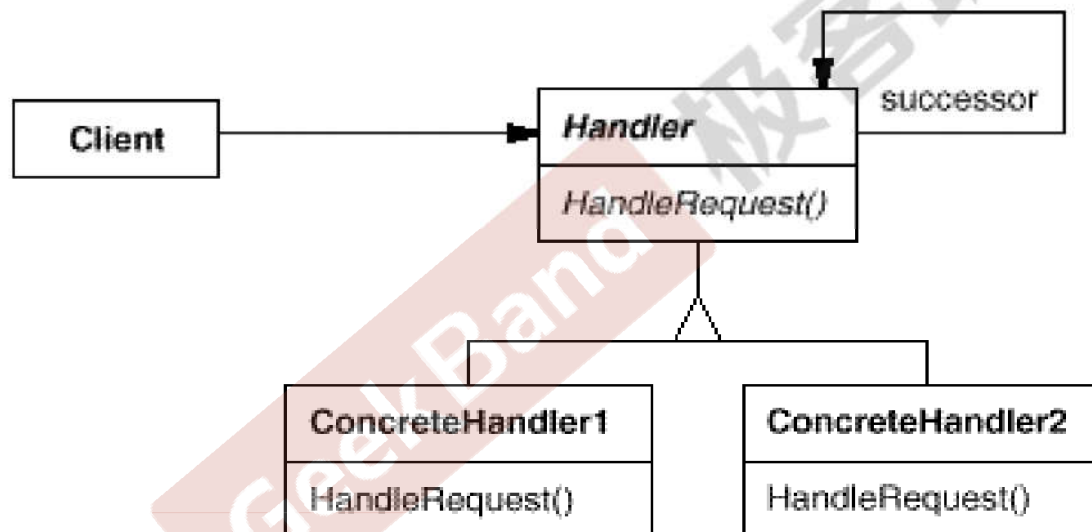 successor
Client
Handler
HandleRequest()
ConcreteHandler1
ConcreteHandler2
HandleRequest()
HandleRequest()
GeekBand
极客